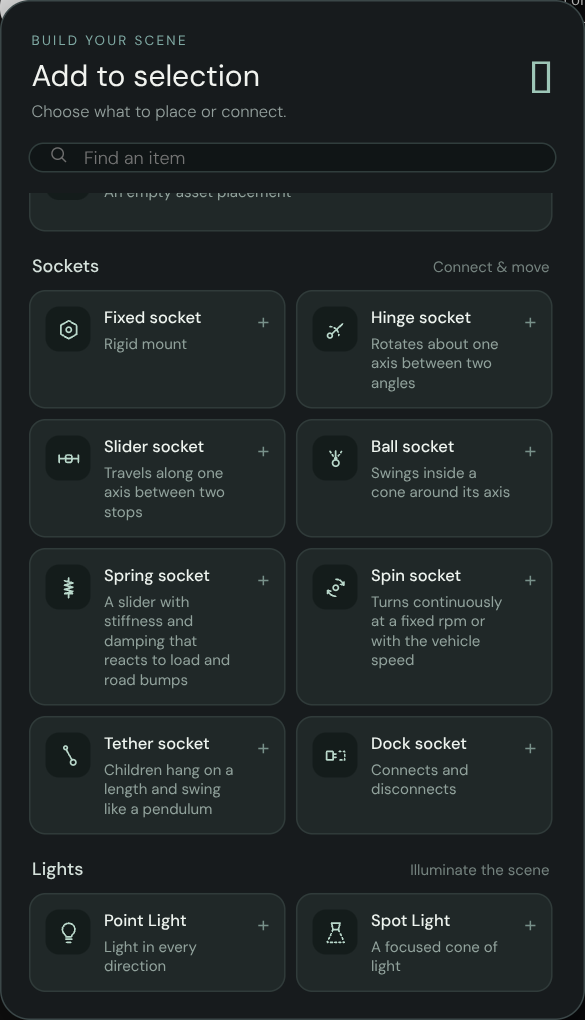 BUILD YOUR SCENE
Add to selection
Choose what to place or connect.
Find an item
An empty asset placement
Sockets
Connect & move
Fixed socket
Rigid mount
Hinge socket
Rotates about one
axis between two
angles
Slider socket
Travels along one
axis between two
stops
Ball socket
Swings inside a
cone around its axis
Spring socket
A slider with
stiffness and
damping that
reacts to load and
road bumps
Spin socket
Turns continuously
at a fixed rpm or
with the vehicle
speed
Tether socket
Children hang on a
length and swing
like a pendulum
Dock socket
Connects and
disconnects
Lights
Illuminate the scene
Point Light
Light in every
direction
Spot Light
A focused cone of
light